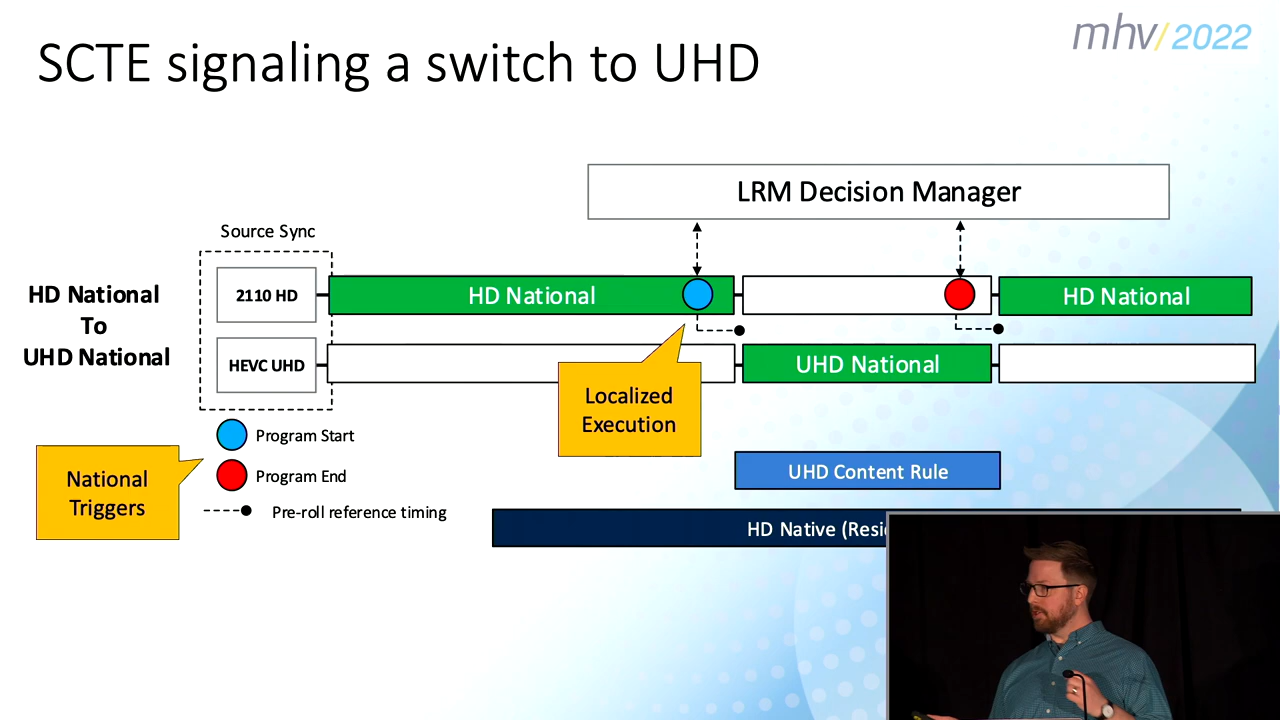 SCTE signaling a switch to UHD
mhv/2022
LRM Decision Manager
Source Sync
HD National
To
UHD National
2110 HD
HD National
HD National
HEVC UHD
UHD National
Localized
Execution
Program Start
Program End
Pre-roll reference timing
National
Triggers
UHD Content Rule
HD Native